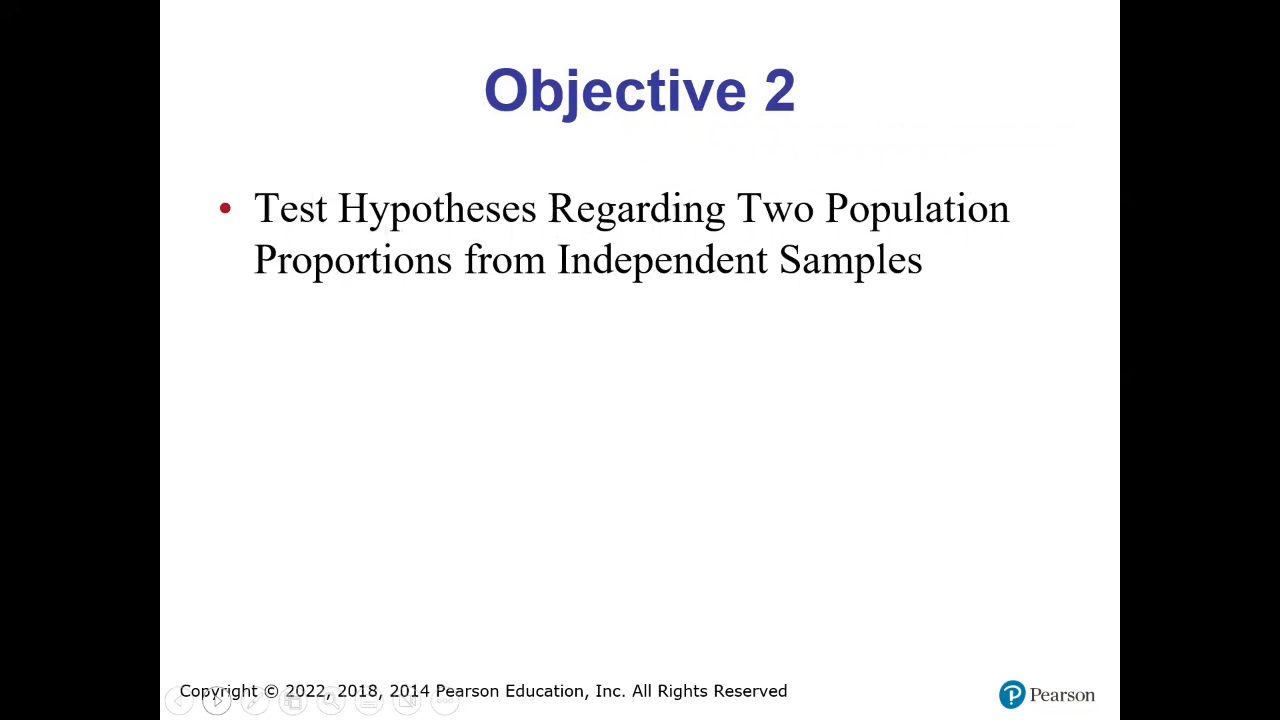 Objective 2
• Test Hypotheses Regarding Two Population
Proportions from Independent Samples
Copyright © 2022, 2018, 2014 Pearson Education, Inc. All Rights Reserved
P Pearson